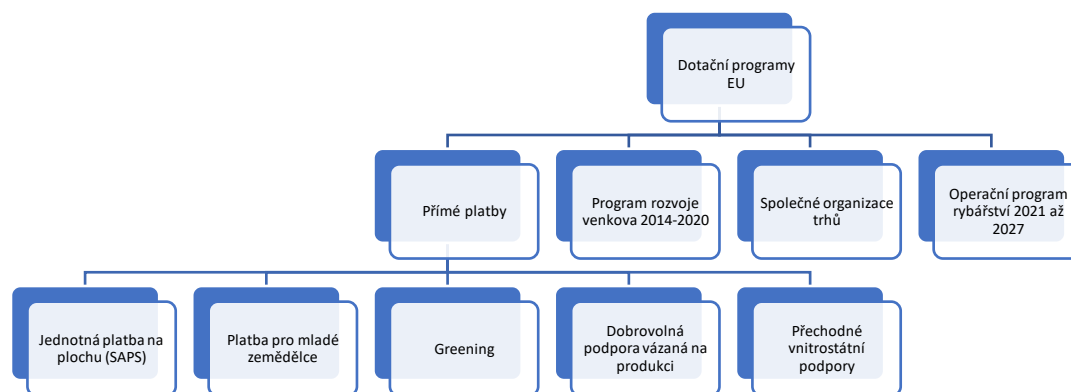 Dotační programy
EU
Přímé platby
Program rozvoje
venkova 2014-2020
Společné organizace
trhů
Operační program
rybářství 2021 až
2027
Jednotná platba na
plochu (SAPS)
Platba pro mladé
zemědělce
Greening
Dobrovolná
podpora vázaná na
produkci
Přechodné
vnitrostátní
podpory